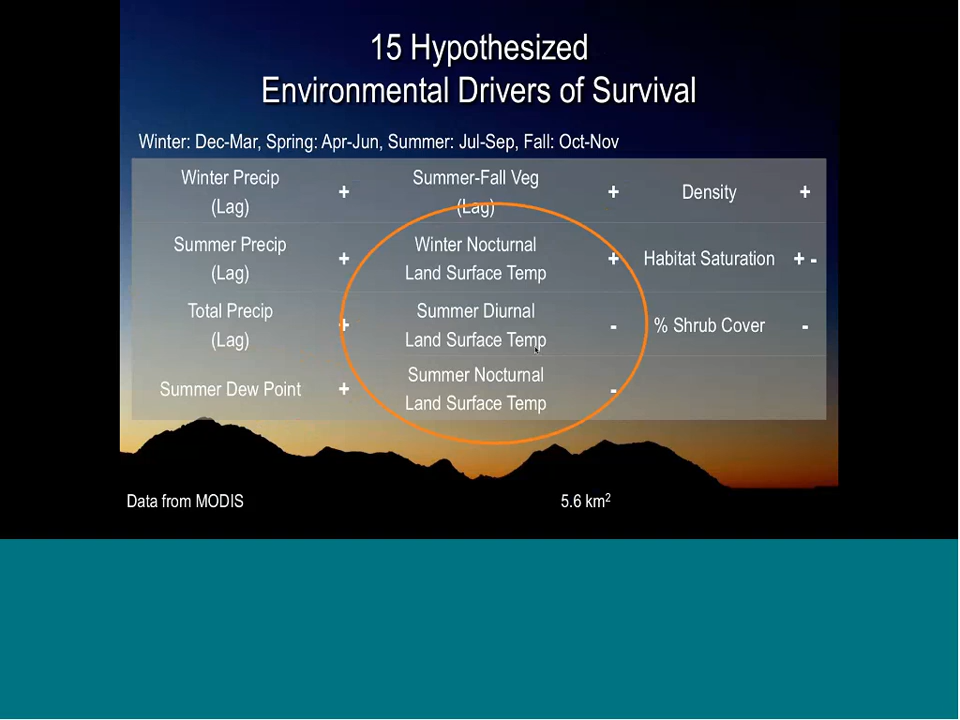 15 Hypothesized
Environmental Drivers of Survival
Winter: Dec-Mar, Spring: Apr-Jun, Summer: Jul-Sep, Fall: Oct-Nov
Winter Precip
(Lag)
+
Summer-Fall Veg
(Lag)
+
Density
+
Summer Precip
(Lag)
+
Winter Nocturnal
Land Surface Temp
+
Habitat Saturation
+ -
Total Precip
(Lag)
+
Summer Diurnal
Land Surface Temp
-
% Shrub Cover
-
Summer Dew Point
+
Summer Nocturnal
Land Surface Temp
-
Data from MODIS
5.6 km²